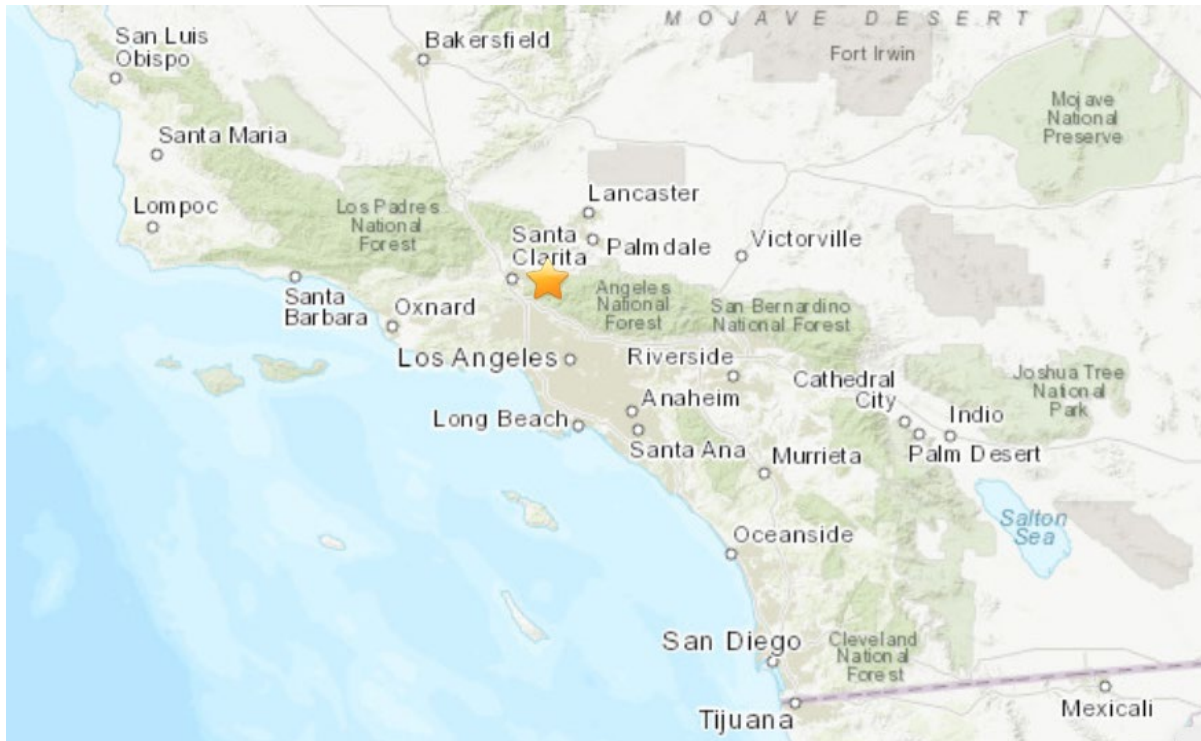 MOJAVE DESERT
San Luis
Obispo
Bakersfield
Fort Irwin
Mojave
National
Preserve
Santa Maria
Lompoc
Los Padres
National
Forest
Lancaster
Santa
Clarita
Palmdale
Victorville
Santa
Barbara
Oxnard
Angeles
National
Forest
San Bernardino
National Forest
Los Angeles
Riverside
Cathedral
City
Joshua Tree
National
Park
Anaheim
Indio
Long Beach
Santa Ana
Murrieta
Palm Desert
Salton
Sea
Oceanside
San Diego
Cleveland
National
Forest
Tijuana
Mexicali